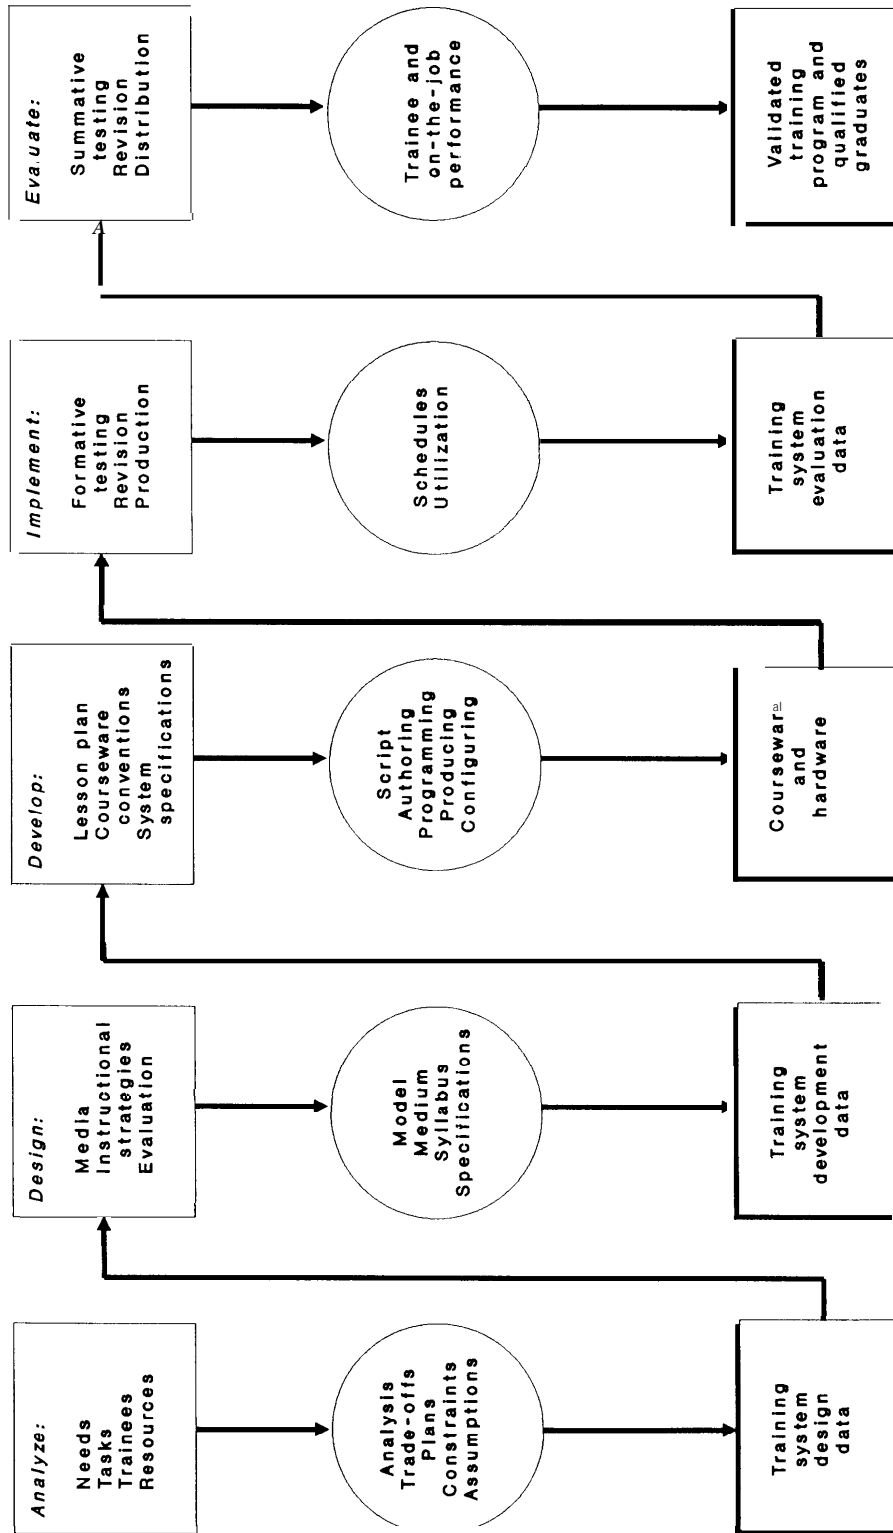 Analyze:
Needs
Tasks
Trainees
Resources
Analysis
Trade-offs
Plans
Constraints
Assumptions
Training
system
design
data
Design:
Media
Instructional
strategies
Evaluation
Model
Medium
Syllabus
Specifications
Training
system
development
data
Develop:
Lesson plan
Courseware
conventions
System
specifications
Script
Authoring
Programming
Producing
Configuring
Courseware
and
hardware
Implement:
Formative
testing
Revision
Production
Schedules
Utilization
Training
system
evaluation
data
Evaluate:
Summative
testing
Revision
Distribution
Trainee and
on-the-job
performance
Validated
training
program and
qualified
graduates